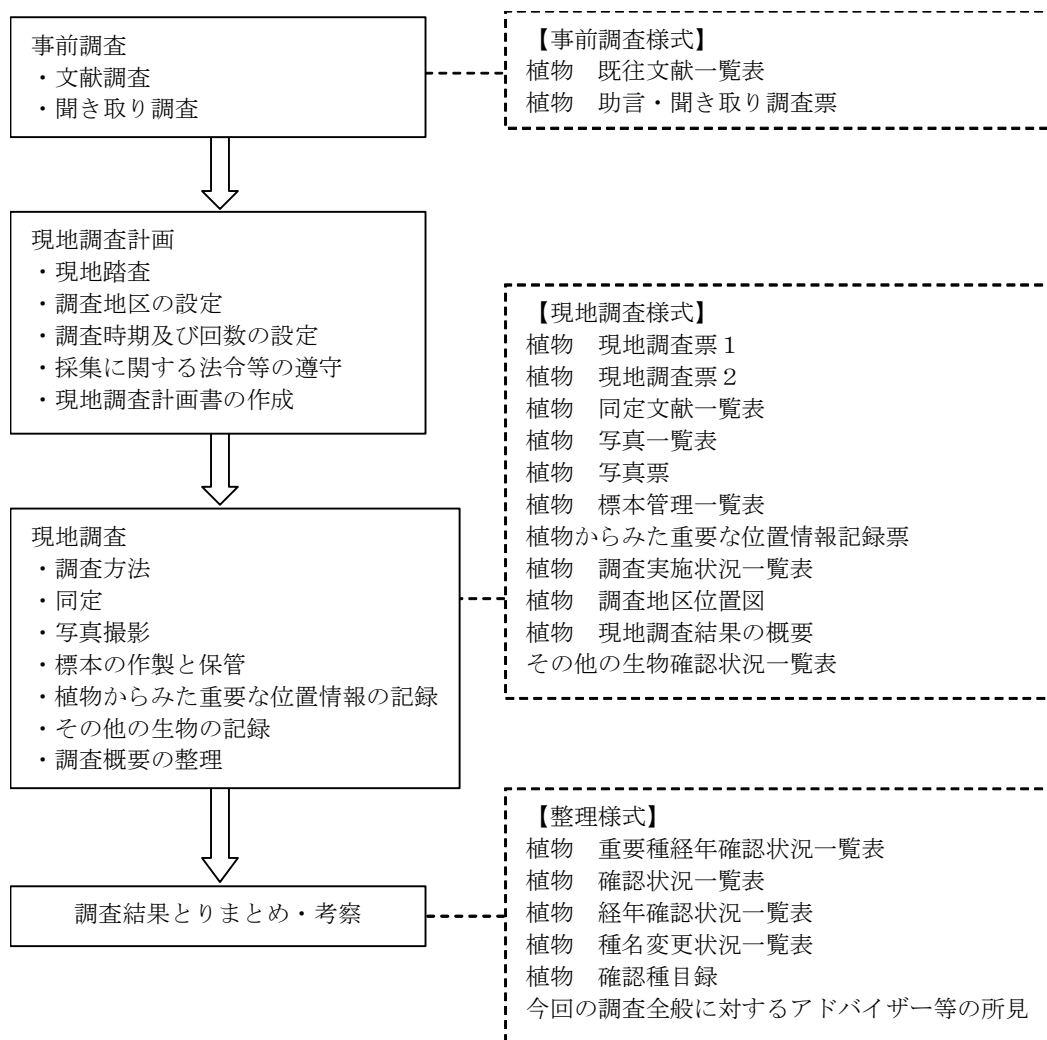 事前調査
・文献調査
・聞き取り調査
【事前調査様式】
植物　既往文献一覧表
植物　助言・聞き取り調査票
現地調査計画
・現地踏査
・調査地区の設定
・調査時期及び回数の設定
・採集に関する法令等の遵守
・現地調査計画書の作成
現地調査
・調査方法
・同定
・写真撮影
・標本の作製と保管
・植物からみた重要な位置情報の記録
・その他の生物の記録
・調査概要の整理
【現地調査様式】
植物　現地調査票１
植物　現地調査票２
植物　同定文献一覧表
植物　写真一覧表
植物　写真票
植物　標本管理一覧表
植物からみた重要な位置情報記録票
植物　調査実施状況一覧表
植物　調査地区位置図
植物　現地調査結果の概要
その他の生物確認状況一覧表
調査結果とりまとめ・考察
【整理様式】
植物　重要種経年確認状況一覧表
植物　確認状況一覧表
植物　経年確認状況一覧表
植物　種名変更状況一覧表
植物　確認種目録
今回の調査全般に対するアドバイザー等の所見